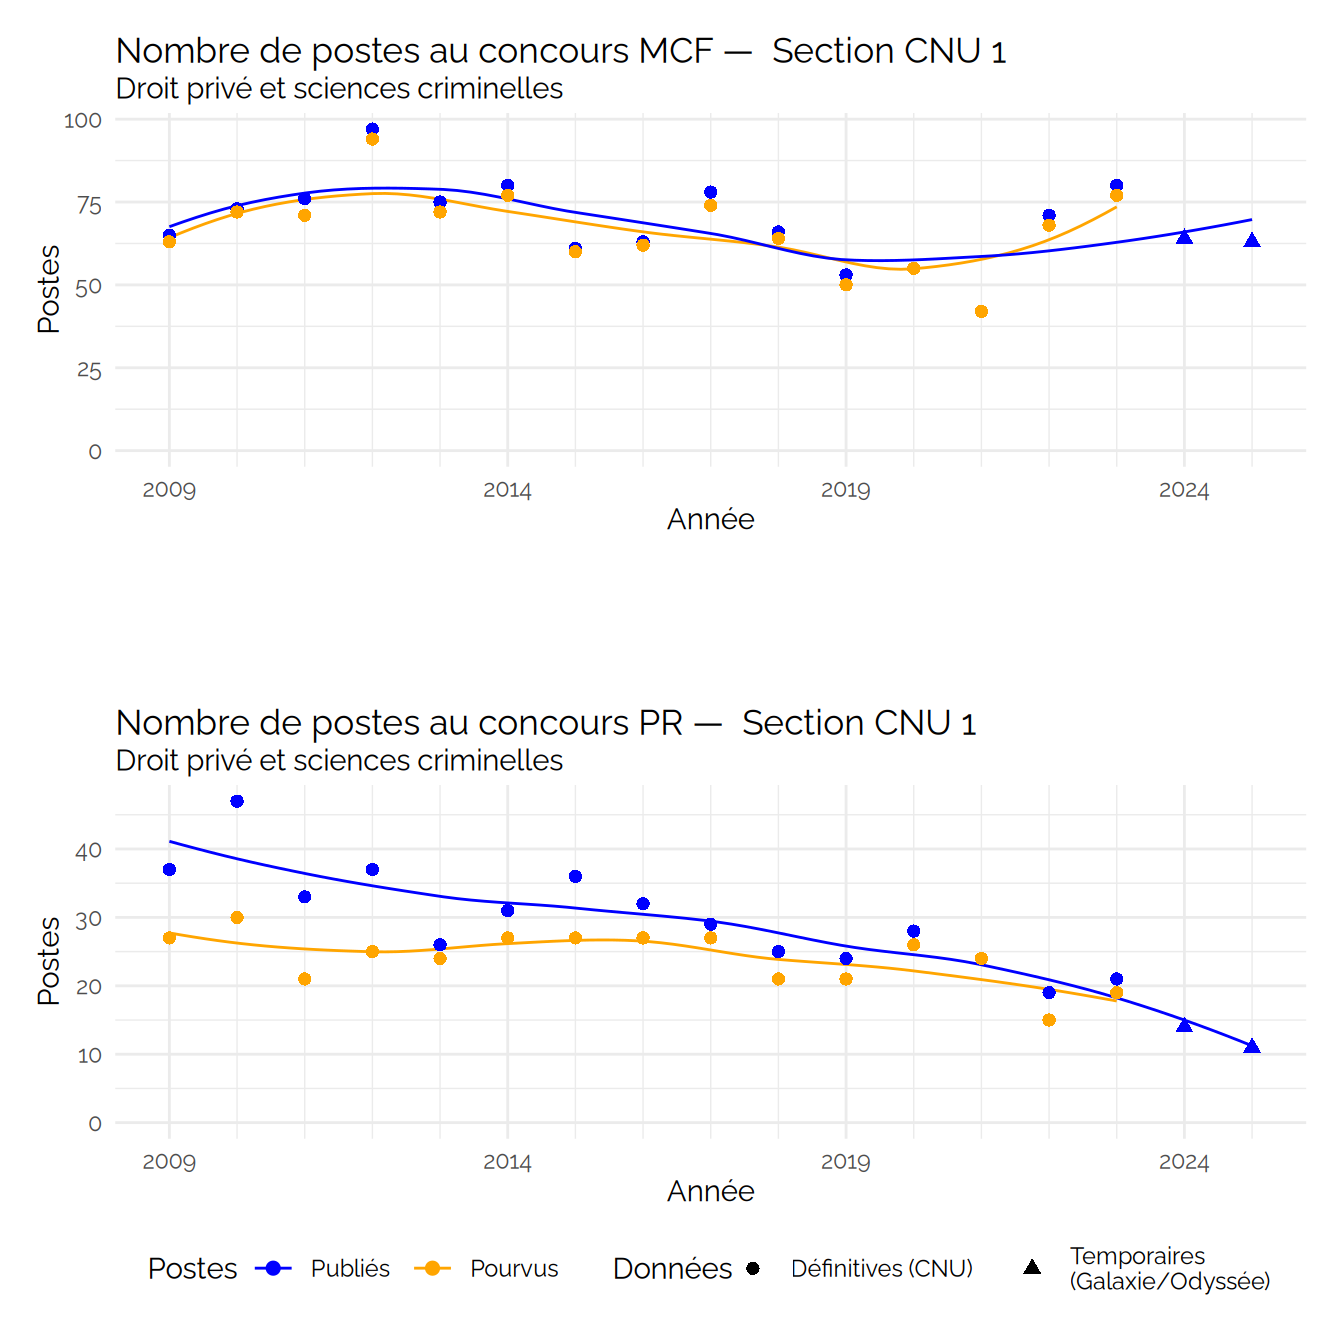 Nombre de postes au concours MCF —  Section CNU 1
Droit privé et sciences criminelles
100
75
50
25
0
Postes
2009 2014 2019 2024
Année
Nombre de postes au concours PR —  Section CNU 1
Droit privé et sciences criminelles
40
30
20
10
0
Postes
2009 2014 2019 2024
Année
Postes Publiés Pourvus Données Définitives (CNU) Temporaires
(Galaxie/Odyssée)